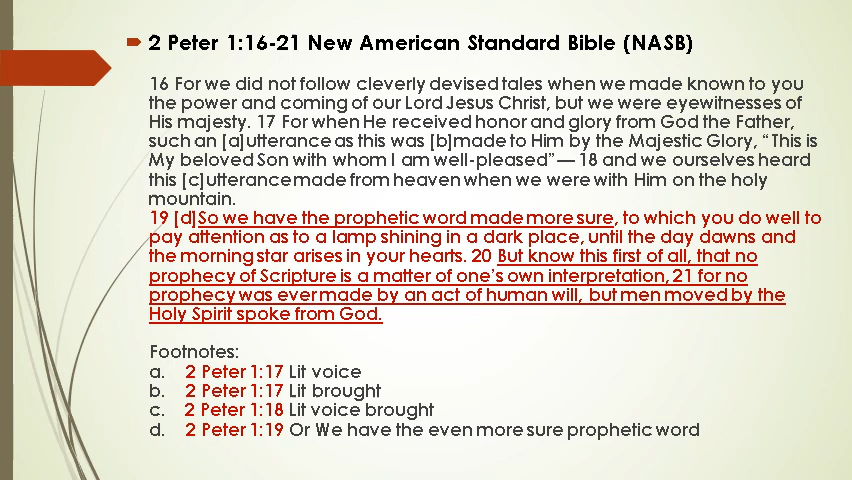 2 Peter 1:16-21 New American Standard Bible (NASB)
16 For we did not follow cleverly devised tales when we made known to you
the power and coming of our Lord Jesus Christ, but we were eyewitnesses of
His majesty. 17 For when He received honor and glory from God the Father,
such an [a]utterance as this was [b]made to Him by the Majestic Glory, “This is
My beloved Son with whom I am well-pleased”— 18 and we ourselves heard
this [c]utterance made from heaven when we were with Him on the holy
mountain.
19 [d]So we have the prophetic word made more sure, to which you do well to
pay attention as to a lamp shining in a dark place, until the day dawns and
the morning star arises in your hearts. 20 But know this first of all, that no
prophecy of Scripture is a matter of one’s own interpretation, 21 for no
prophecy was ever made by an act of human will, but men moved by the
Holy Spirit spoke from God.
Footnotes:
a. 2 Peter 1:17 Lit voice
b. 2 Peter 1:17 Lit brought
c. 2 Peter 1:18 Lit voice brought
d. 2 Peter 1:19 Or We have the even more sure prophetic word